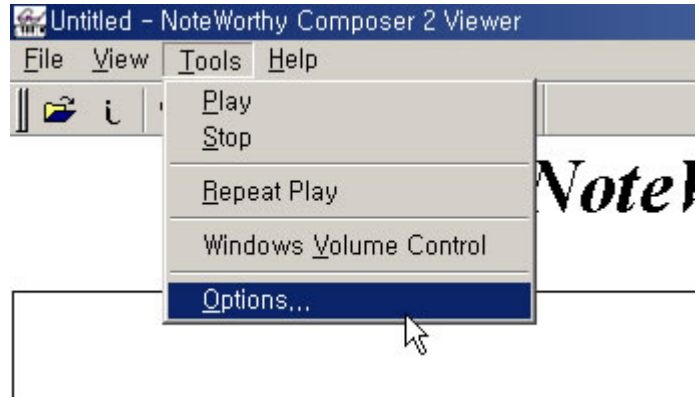 Untitled - NoteWorthy Composer 2 Viewer
File View Tools Help
Play
Stop
Repeat Play
Windows Volume Control
Options...
Note